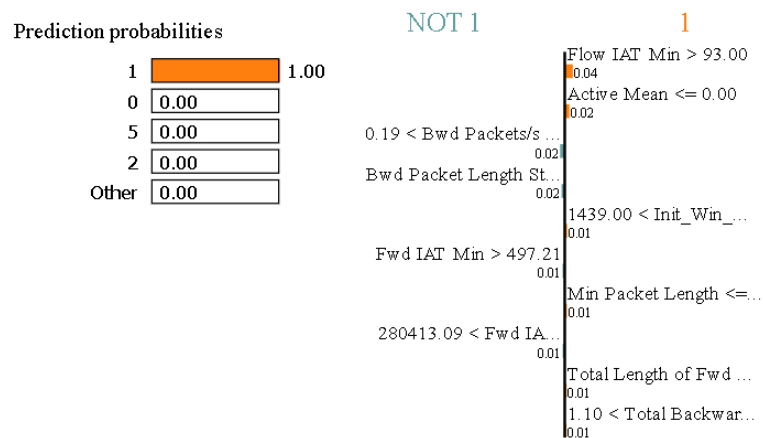 Prediction probabilities
1 1.00
0 0.00
5 0.00
2 0.00
Other 0.00
NOT 1 1
Flow IAT Min > 93.00
0.04
Active Mean <= 0.00
0.02
0.19 < Bwd Packets/s ...
0.02
Bwd Packet Length St...
0.02
1439.00 < Init_Win_...
0.01
Fwd IAT Min > 497.21
0.01
Min Packet Length <=...
0.01
280413.09 < Fwd IA...
0.01
Total Length of Fwd ...
0.01
1.10 < Total Backwar...
0.01